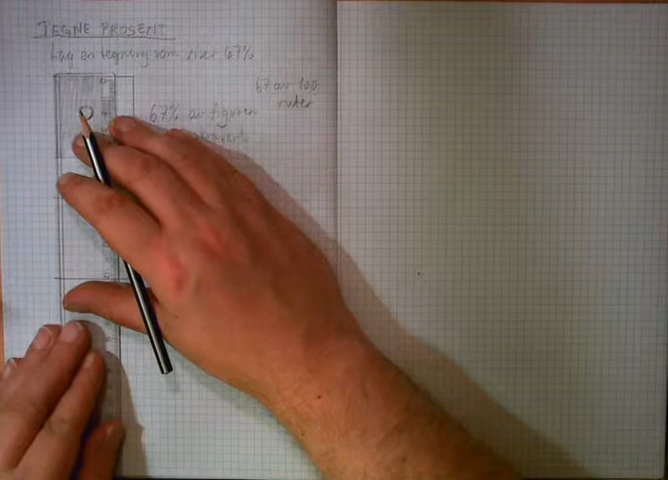 TEGNE PROSENT
Lag en tegning som viser 67%
67 av 100
ruter
67% av figuren